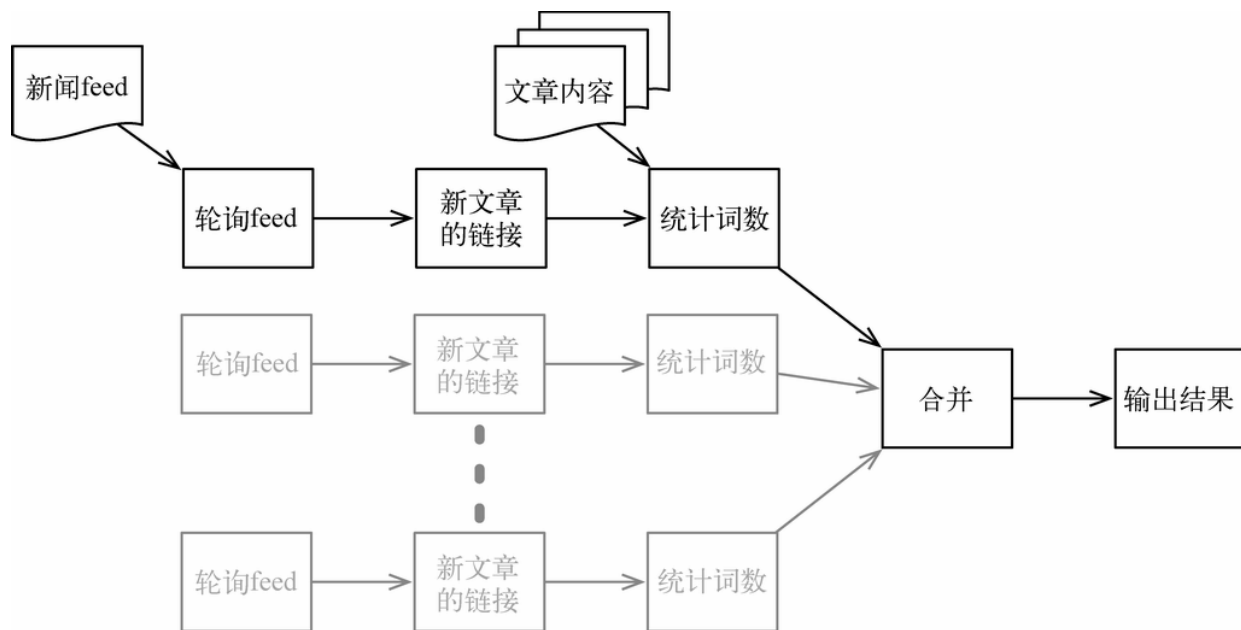 新闻feed
文章内容
轮询feed
新文章
的链接
统计词数
轮询feed
新文章
的链接
统计词数
合并
输出结果
轮询feed
新文章
的链接
统计词数